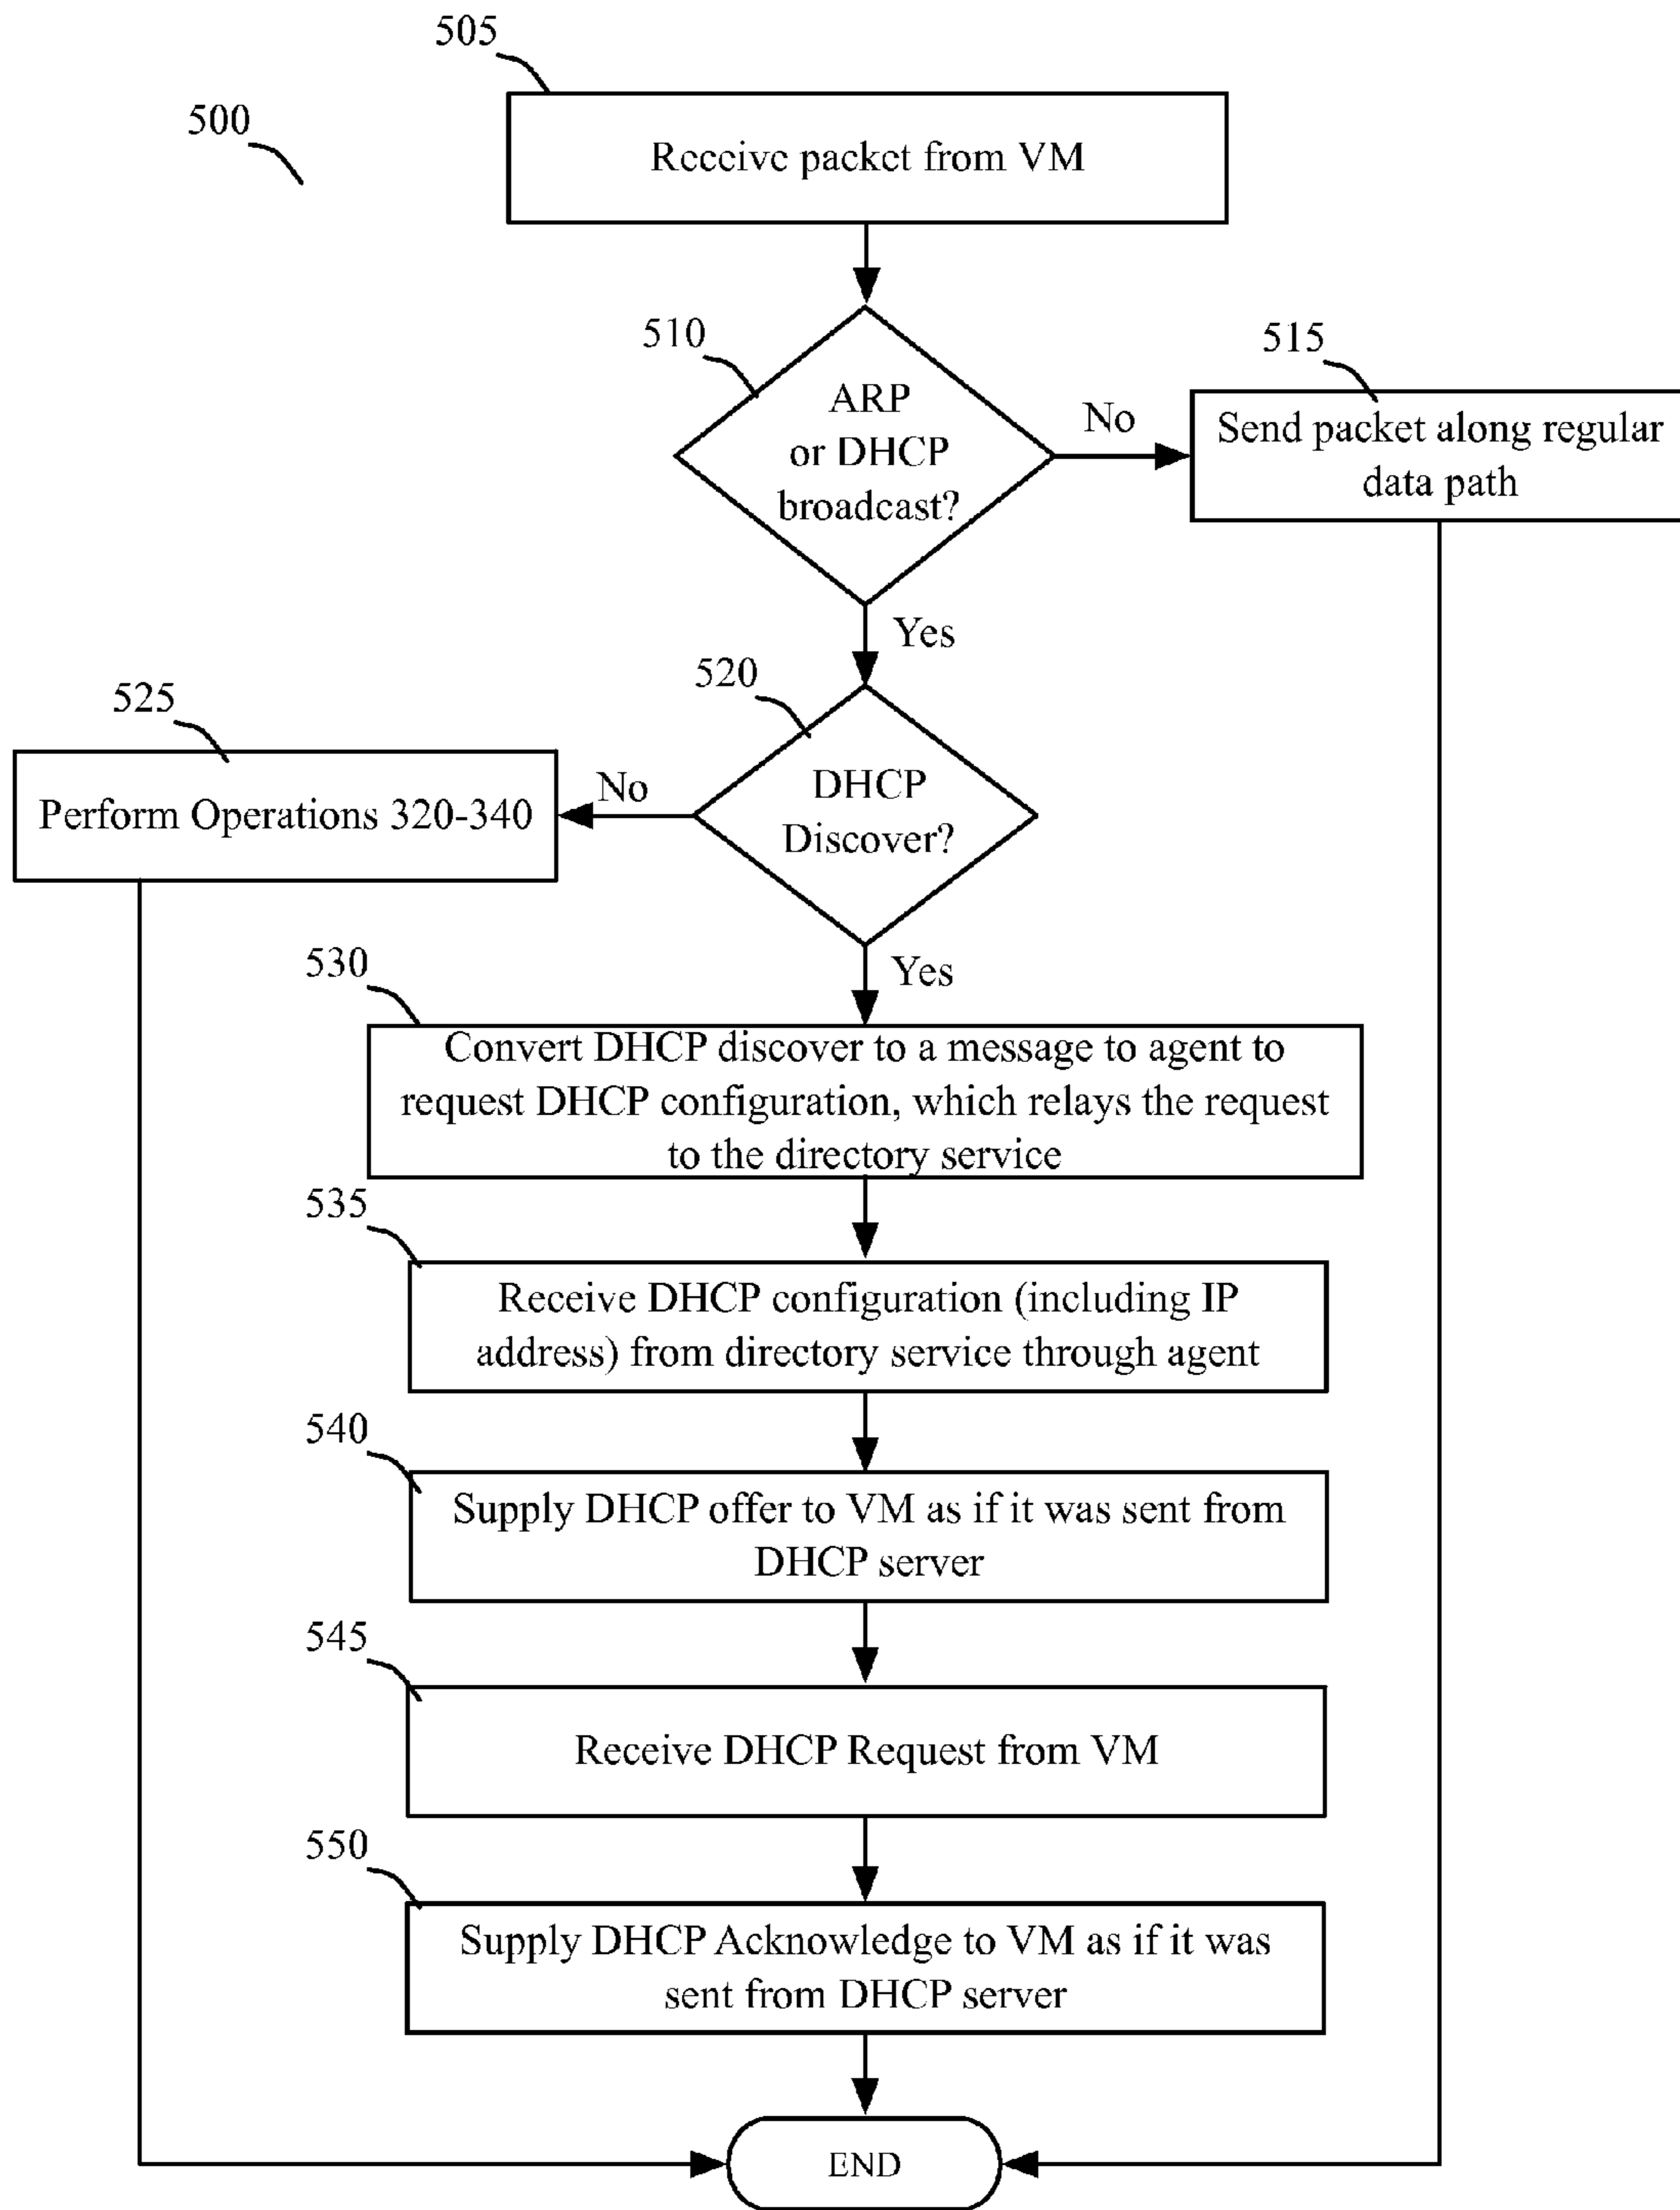 505
500
Receive packet from VM
510
ARP
or DHCP
broadcast?
No
515
Send packet along regular
data path
Yes
520
525
DHCP
Discover?
No
Perform Operations 320-340
Yes
530
Convert DHCP discover to a message to agent to
request DHCP configuration, which relays the request
to the directory service
535
Receive DHCP configuration (including IP
address) from directory service through agent
540
Supply DHCP offer to VM as if it was sent from
DHCP server
545
Receive DHCP Request from VM
550
Supply DHCP Acknowledge to VM as if it was
sent from DHCP server
END